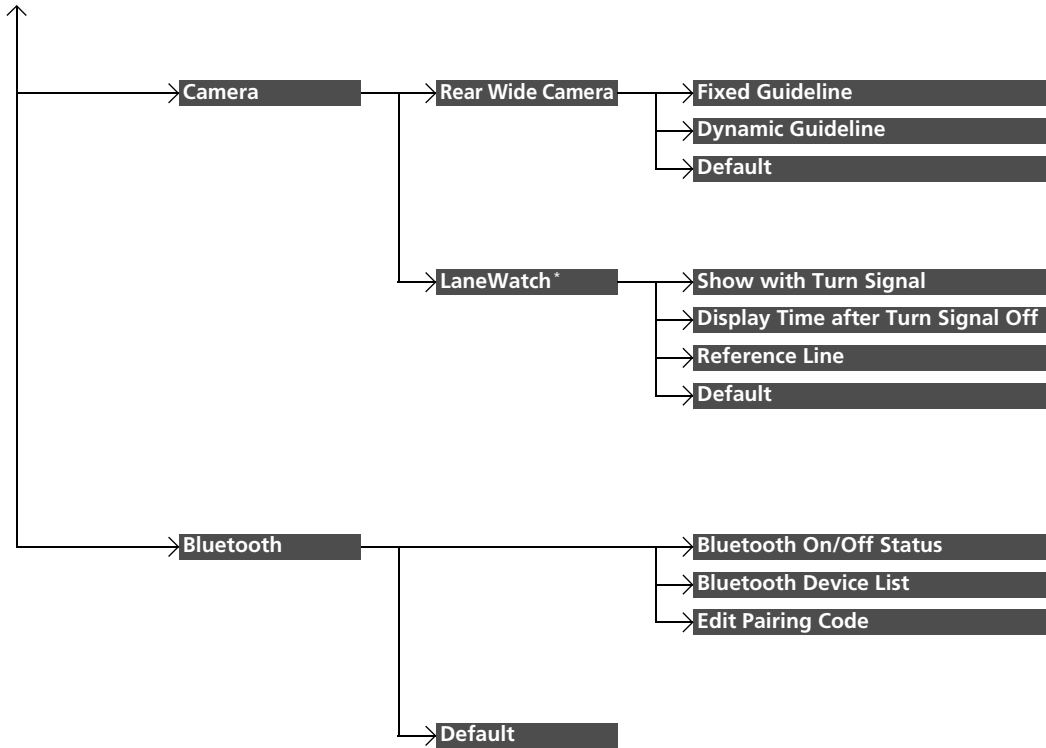 Camera
Rear Wide Camera
Fixed Guideline
Dynamic Guideline
Default
LaneWatch*
Show with Turn Signal
Display Time after Turn Signal Off
Reference Line
Default
Bluetooth
Bluetooth On/Off Status
Bluetooth Device List
Edit Pairing Code
Default